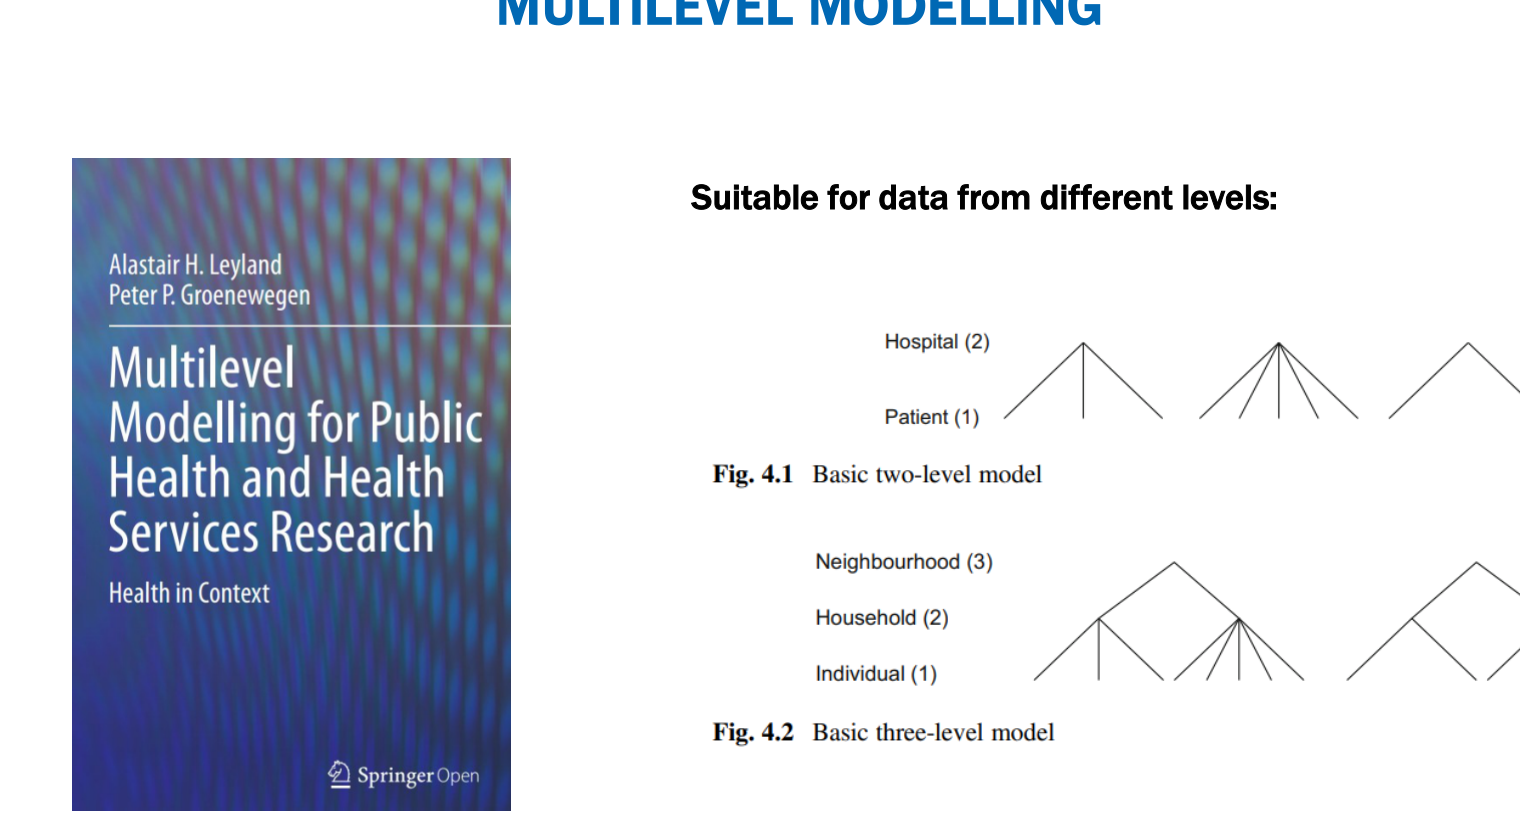 MULTILEVEL MODELLING
Alastair H. Leyland
Peter P. Groenewegen
Multilevel
Modelling for Public
Health and Health
Services Research
Health in Context
Springer Open
Suitable for data from different levels:
Hospital (2)
Patient (1)
Fig. 4.1 Basic two-level model
Neighbourhood (3)
Household (2)
Individual (1)
Fig. 4.2 Basic three-level model